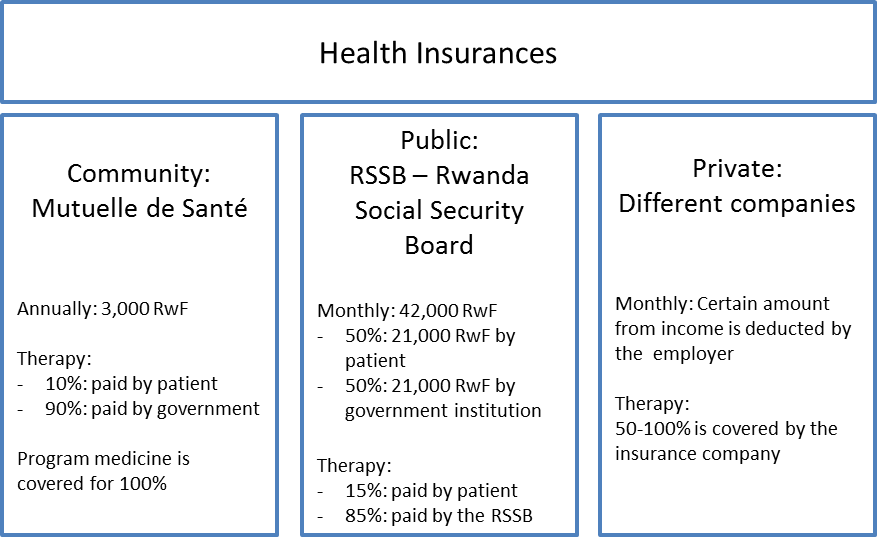 Health Insurances
Community:
Mutuelle de Santé
Annually: 3,000 RwF
Therapy:
- 10%: paid by patient
- 90%: paid by government
Program medicine is
covered for 100%
Public:
RSSB – Rwanda
Social Security
Board
Monthly: 42,000 RwF
- 50%: 21,000 RwF by
patient
- 50%: 21,000 RwF by
government institution
Therapy:
- 15%: paid by patient
- 85%: paid by the RSSB
Private:
Different companies
Monthly: Certain amount
from income is deducted by
the employer
Therapy:
50-100% is covered by the
insurance company